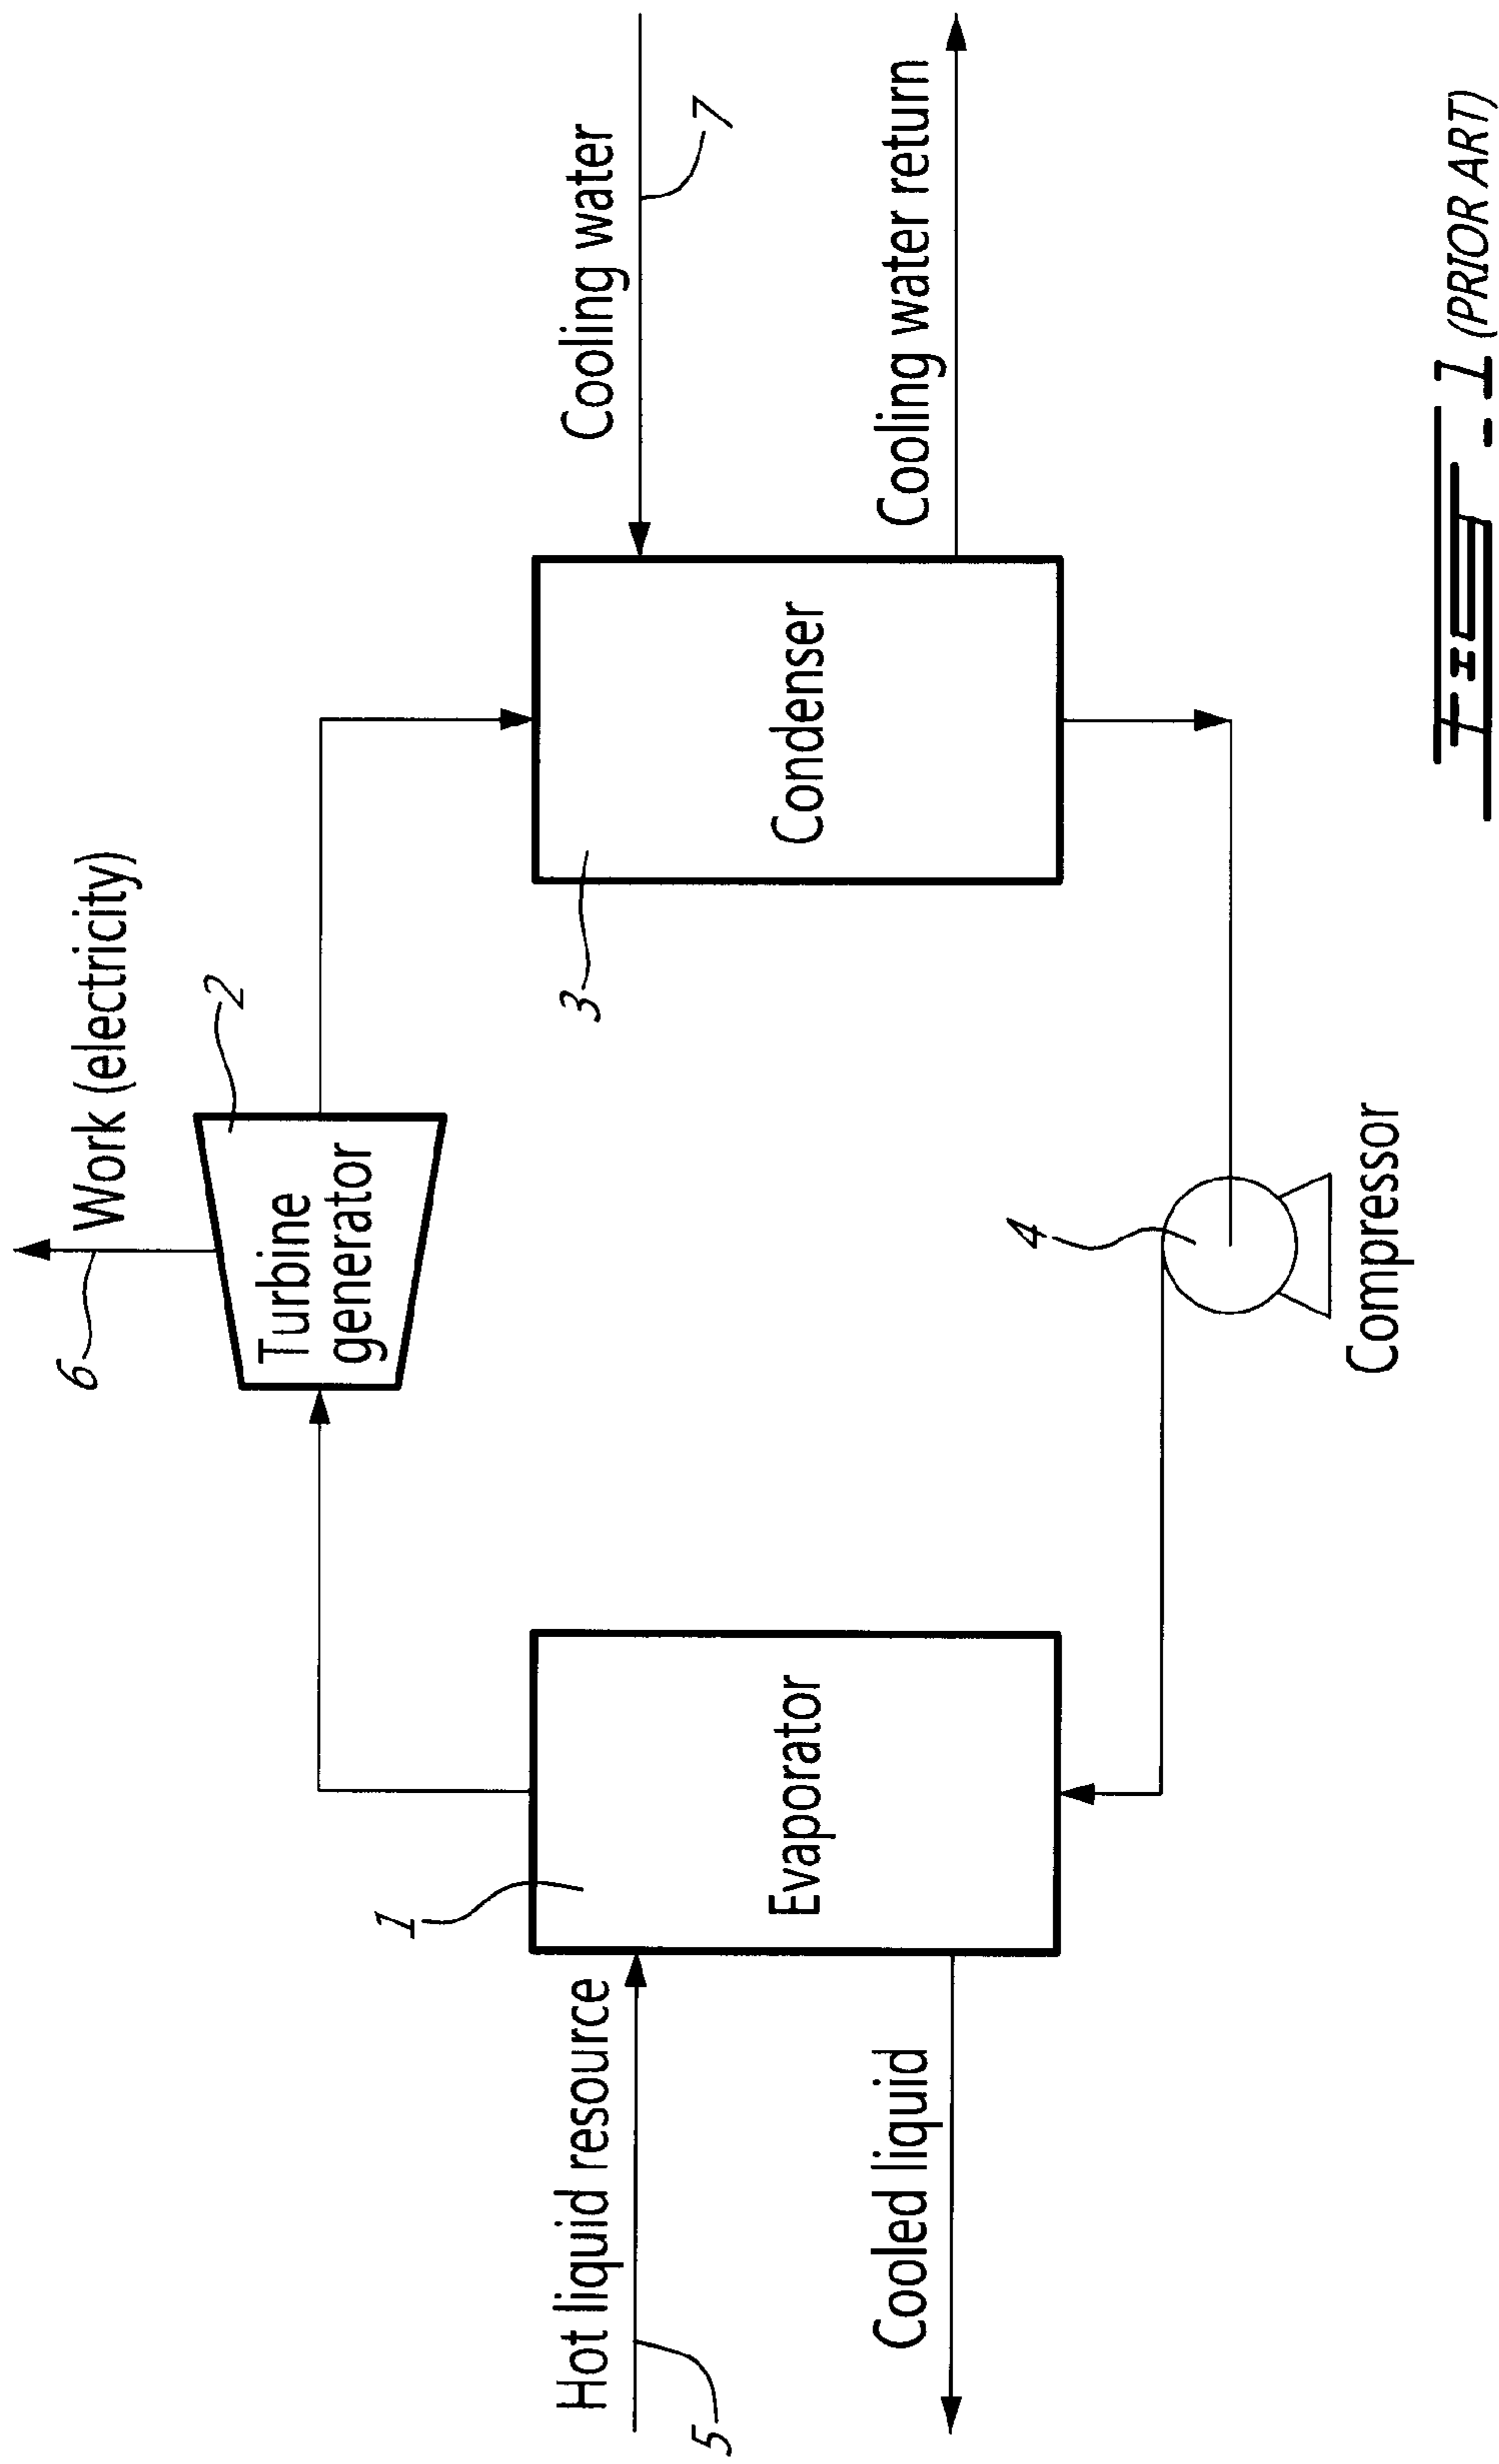 6
Work (electricity)
2
Turbine
generator
1
Hot liquid resource
5
Cooled liquid
Evaporator
3
Condenser
Cooling water
7
Cooling water return
4
Compressor
FIG - 1 (PRIOR ART)